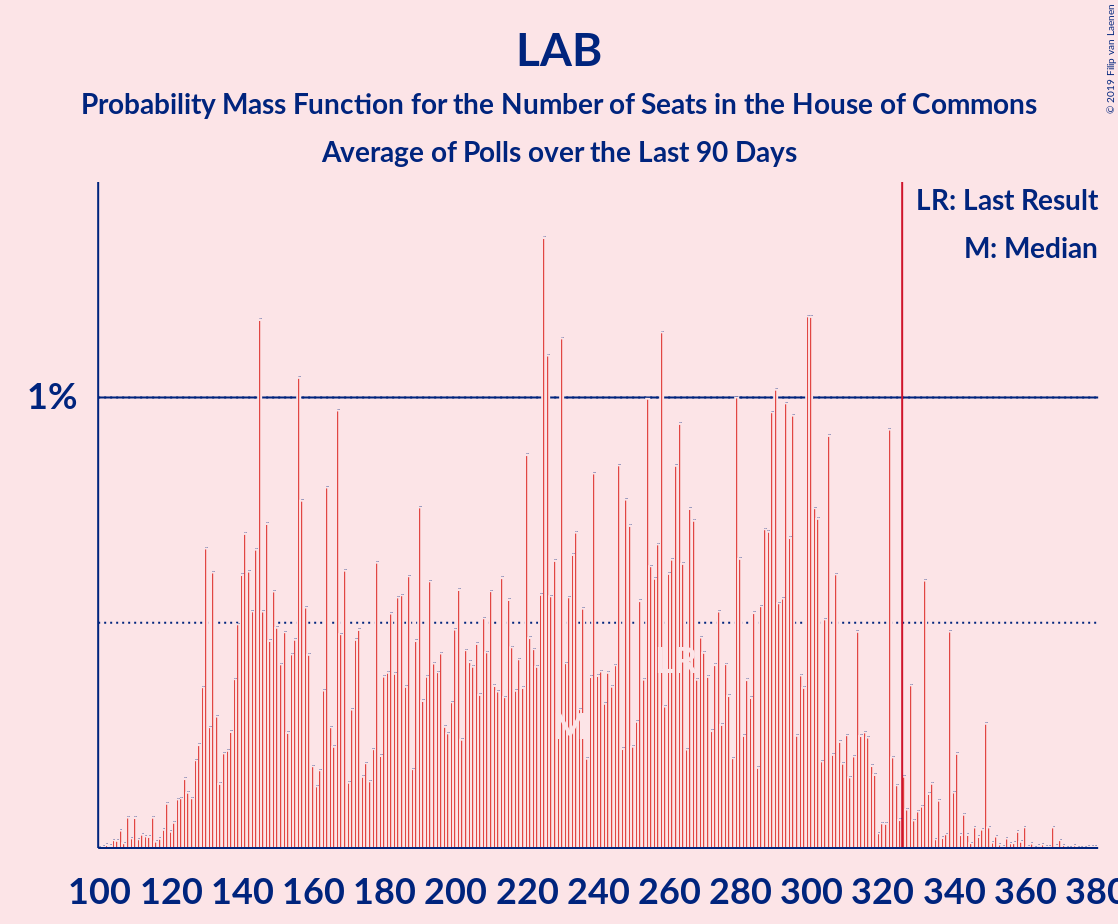 LAB
Probability Mass Function for the Number of Seats in the House of Commons
Average of Polls over the Last 90 Days
© 2019 Filip van Laenen
LR: Last Result
M: Median
1%
LR
M
100 120 140 160 180 200 220 240 260 280 300 320 340 360 380